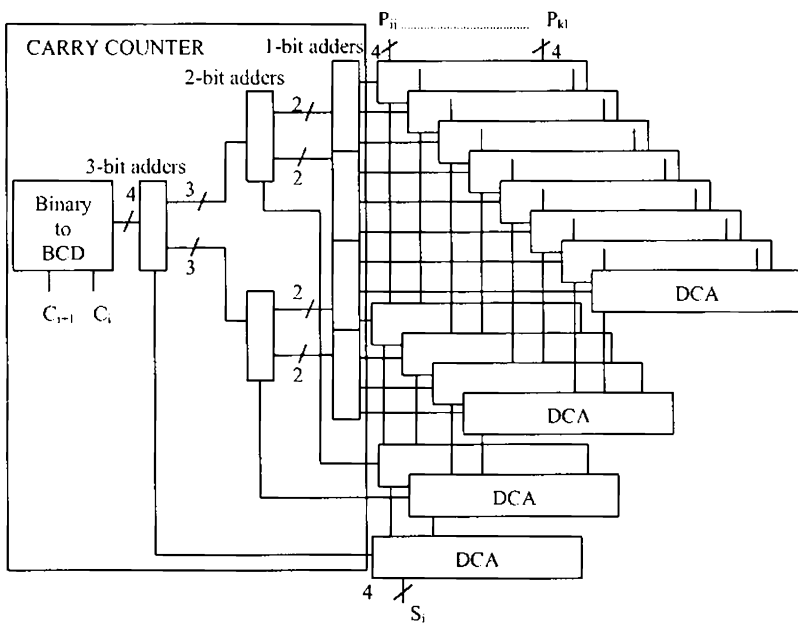 P_ij ........................ P_kl
4 4
CARRY COUNTER
1-bit adders
2-bit adders
2
2
3-bit adders
4
3
3
Binary
to
BCD
C_i+1 C_i
2
2
DCA
DCA
DCA
DCA
4
S_i